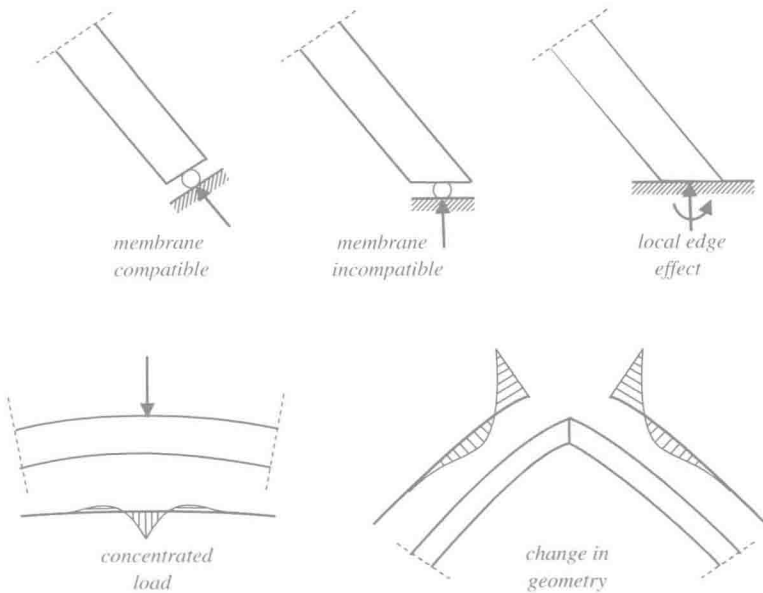 membrane
compatible
membrane
incompatible
local edge
effect
concentrated
load
change in
geometry